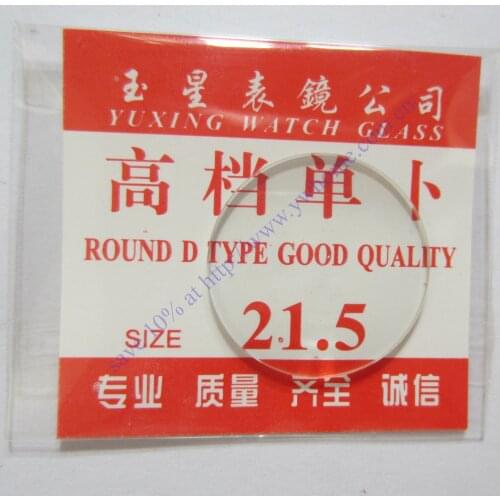 玉星表鏡公司
YUXING WATCH GLASS
高档单卜
ROUND D TYPE GOOD QUALITY
SIZE 21.5
专业 质量 齐全 诚信